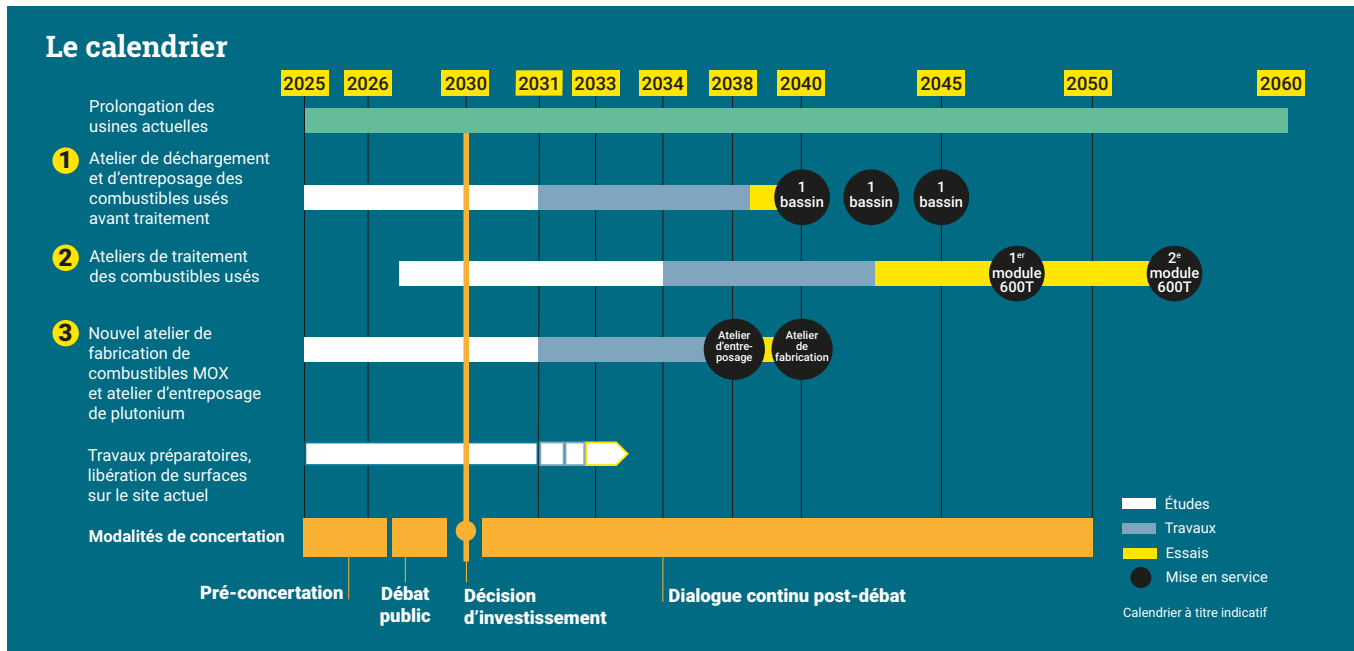 Le calendrier
2025 2026 2030 2031 2033 2034 2038 2040 2045 2050 2060
Prolongation des
usines actuelles
1 Atelier de déchargement
et d'entreposage des
combustibles usés
avant traitement
1
bassin
1
bassin
1
bassin
2 Ateliers de traitement
des combustibles usés
1er
module
600T
2e
module
600T
3 Nouvel atelier de
fabrication de
combustibles MOX
et atelier d'entreposage
de plutonium
Atelier
d'entre-
posage
Atelier
de
fabrication
Travaux préparatoires,
libération de surfaces
sur le site actuel
Modalités de concertation
Pré-concertation
Débat
public
Décision
d'investissement
Dialogue continu post-débat
Études
Travaux
Essais
Mise en service
Calendrier à titre indicatif